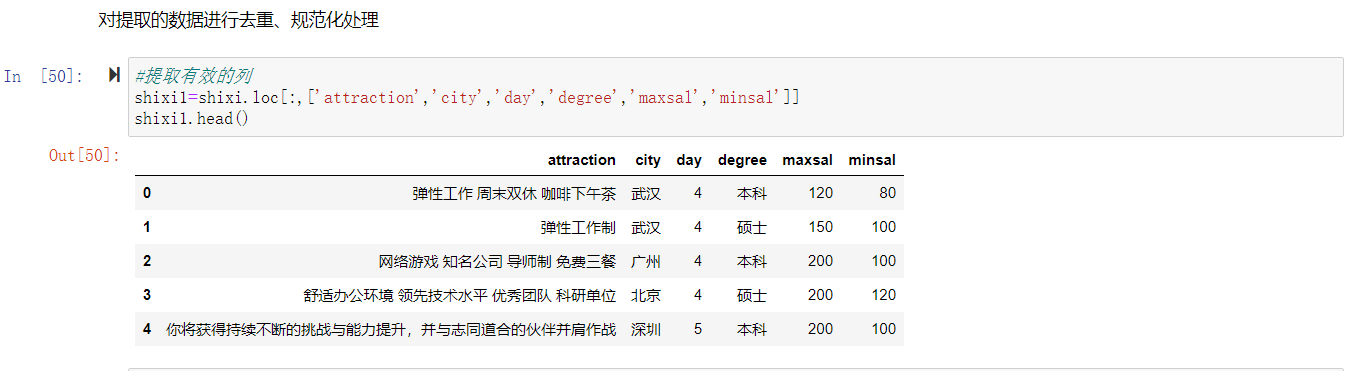 对提取的数据进行去重、规范化处理
In [50]:
#提取有效的列
shixi1=shixi.loc[:,['attraction','city','day','degree','maxsal','minsal']]
shixi1.head()
Out[50]:
attraction city day degree maxsal minsal
0 弹性工作 周末双休 咖啡下午茶 武汉 4 本科 120 80
1 弹性工作制 武汉 4 硕士 150 100
2 网络游戏 知名公司 导师制 免费三餐 广州 4 本科 200 100
3 舒适办公环境 领先技术水平 优秀团队 科研单位 北京 4 硕士 200 120
4 你将获得持续不断的挑战与能力提升，并与志同道合的伙伴并肩作战 深圳 5 本科 200 100